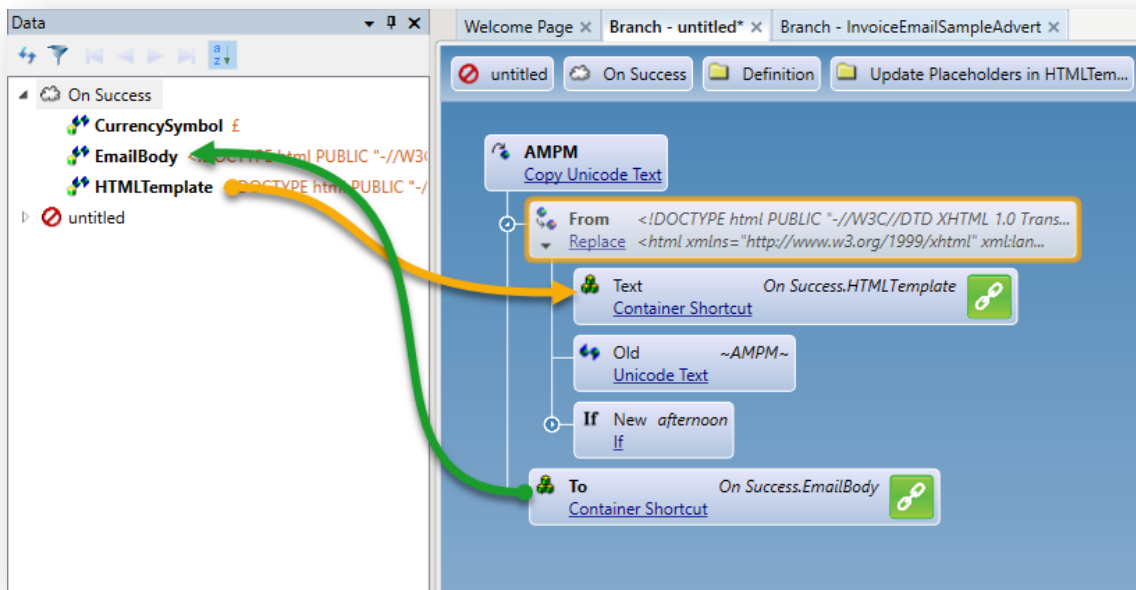 Data
Welcome Page
Branch - untitled*
Branch - InvoiceEmailSampleAdvert
a
z
untitled
On Success
Definition
Update Placeholders in HTMLTem...
On Success
CurrencySymbol £
EmailBody <!DOCTYPE html PUBLIC "-//W3(
HTMLTemplate DOCTYPE html PUBLIC "-/
untitled
AMPM
Copy Unicode Text
From <!DOCTYPE html PUBLIC "-//W3C//DTD XHTML 1.0 Trans...
Replace <html xmlns="http://www.w3.org/1999/xhtml" xml:lan...
Text On Success.HTMLTemplate
Container Shortcut
Old ~AMPM~
Unicode Text
If New afternoon
If
To On Success.EmailBody
Container Shortcut